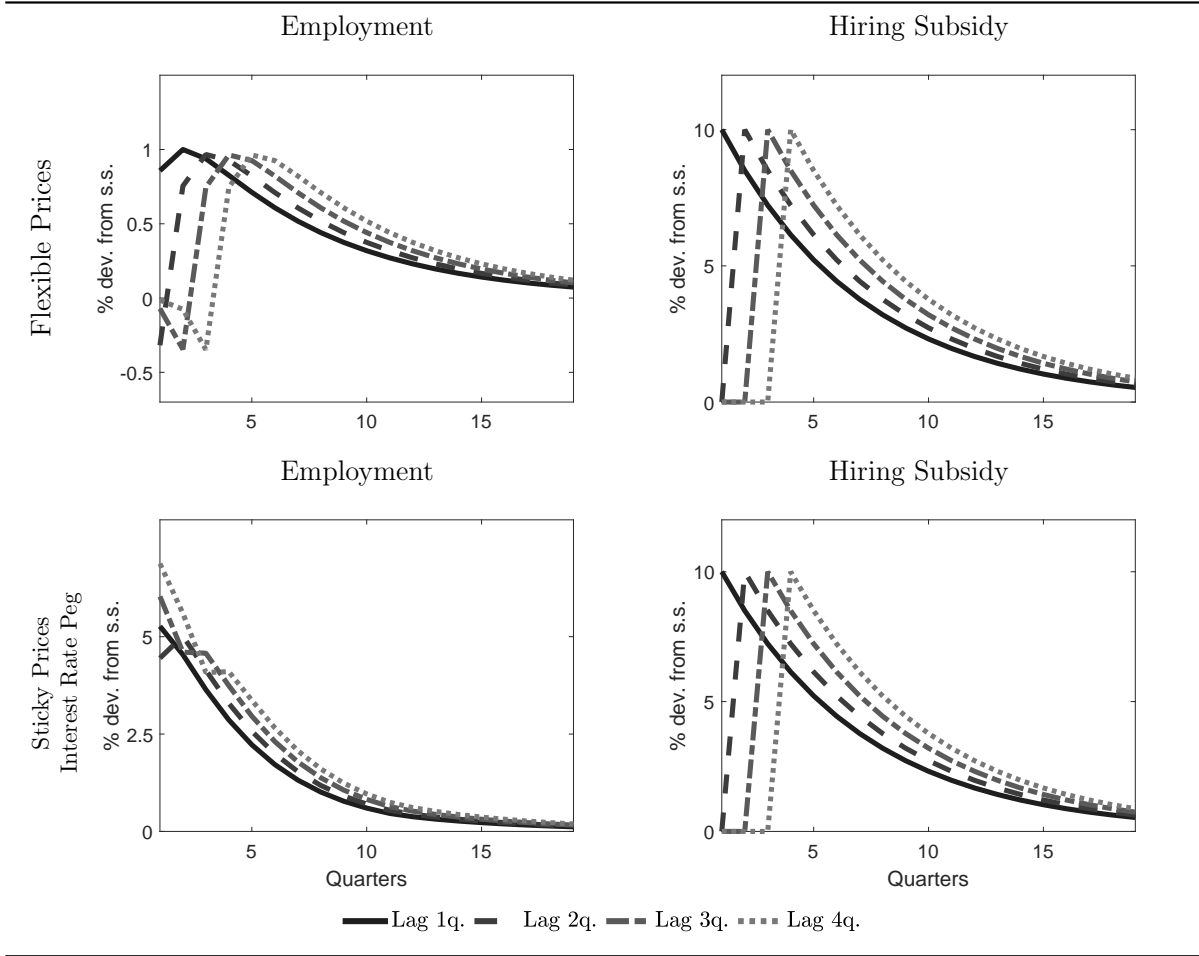 Employment
Hiring Subsidy
Flexible Prices
% dev. from s.s.
1
0.5
0
-0.5
5
10
15
% dev. from s.s.
10
5
0
5
10
15
Employment
Hiring Subsidy
Sticky Prices
Interest Rate Peg
% dev. from s.s.
5
2.5
0
5
10
15
Quarters
% dev. from s.s.
10
5
0
5
10
15
Quarters
Lag 1q. Lag 2q. Lag 3q. Lag 4q.